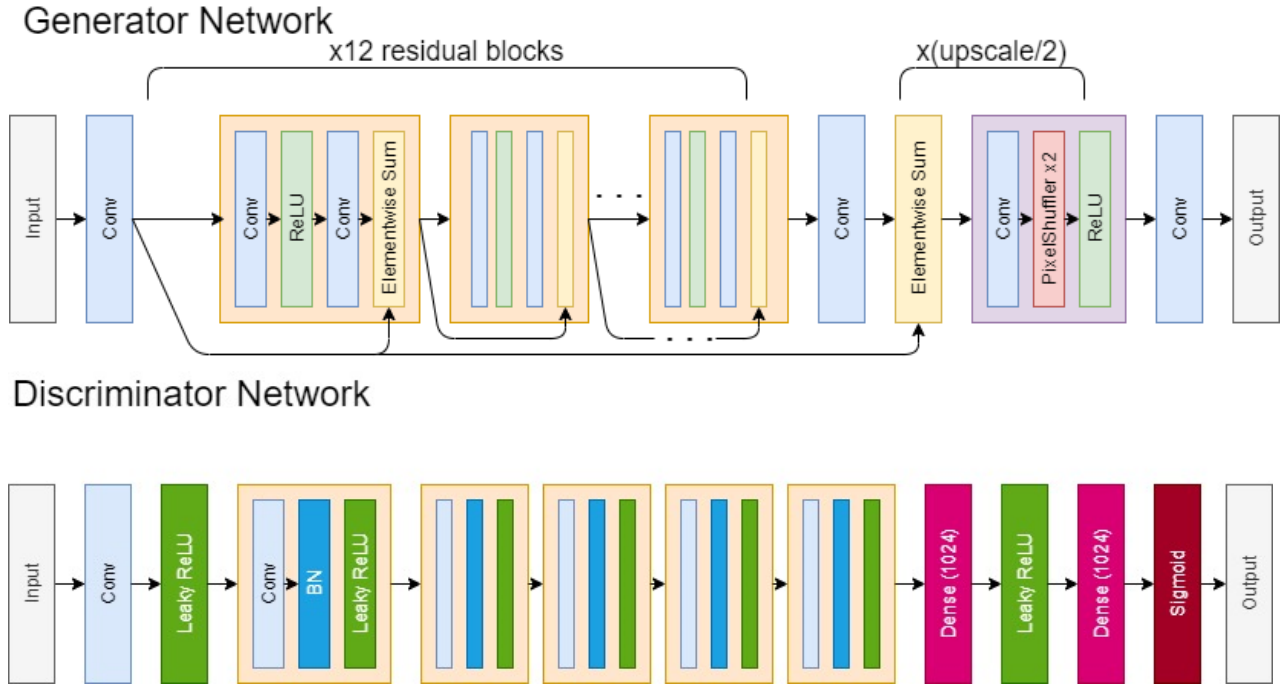 Generator Network
x12 residual blocks
x(upscale/2)
Input
Conv
Conv
ReLU
Conv
Elementwise Sum
. . .
. . .
Conv
Elementwise Sum
Conv
PixelShuffler x2
ReLU
Conv
Output
Discriminator Network
Input
Conv
Leaky ReLU
Conv
BN
Leaky ReLU
Dense (1024)
Leaky ReLU
Dense (1024)
Sigmoid
Output